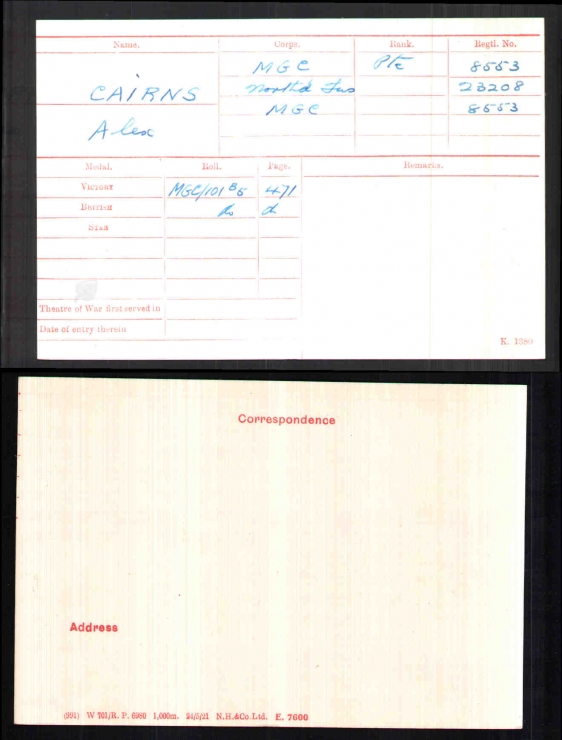 Name. Corps. Rank. Regtl. No.
MGC Pte 8553
CAIRNS North'd Fus 23208
MGC 8553
Alex
Medal. Roll. Page. Remarks.
VICTORY MGC/101 B5 471
BRITISH do do
STAR
Theatre of War first served in
Date of entry therein
K. 1380
Correspondence
Address
(991) W 701/R. P. 6980 1,000m. 24/5/21 N.H.&Co. Ltd. E. 7600